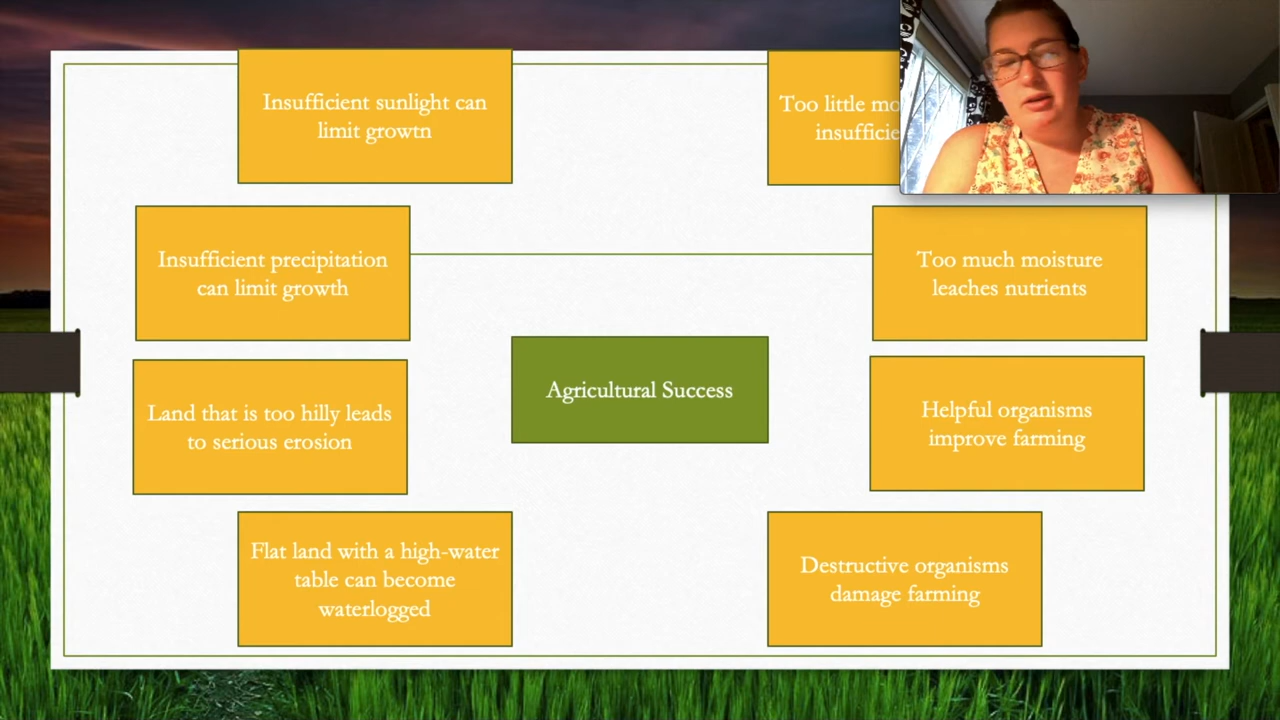 Insufficient sunlight can
limit growtn
Too little
insufficie
Insufficient precipitation
can limit growth
Too much moisture
leaches nutrients
Agricultural Success
Land that is too hilly leads
to serious erosion
Helpful organisms
improve farming
Flat land with a high-water
table can become
waterlogged
Destructive organisms
damage farming